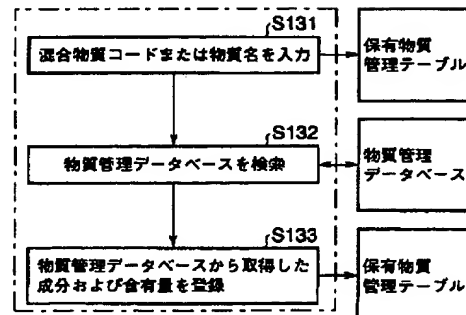 S131
混合物質コードまたは物質名を入力
保有物質
管理テーブル
S132
物質管理データベースを検索
物質管理
データベース
S133
物質管理データベースから取得した
成分および含有量を登録
保有物質
管理テーブル